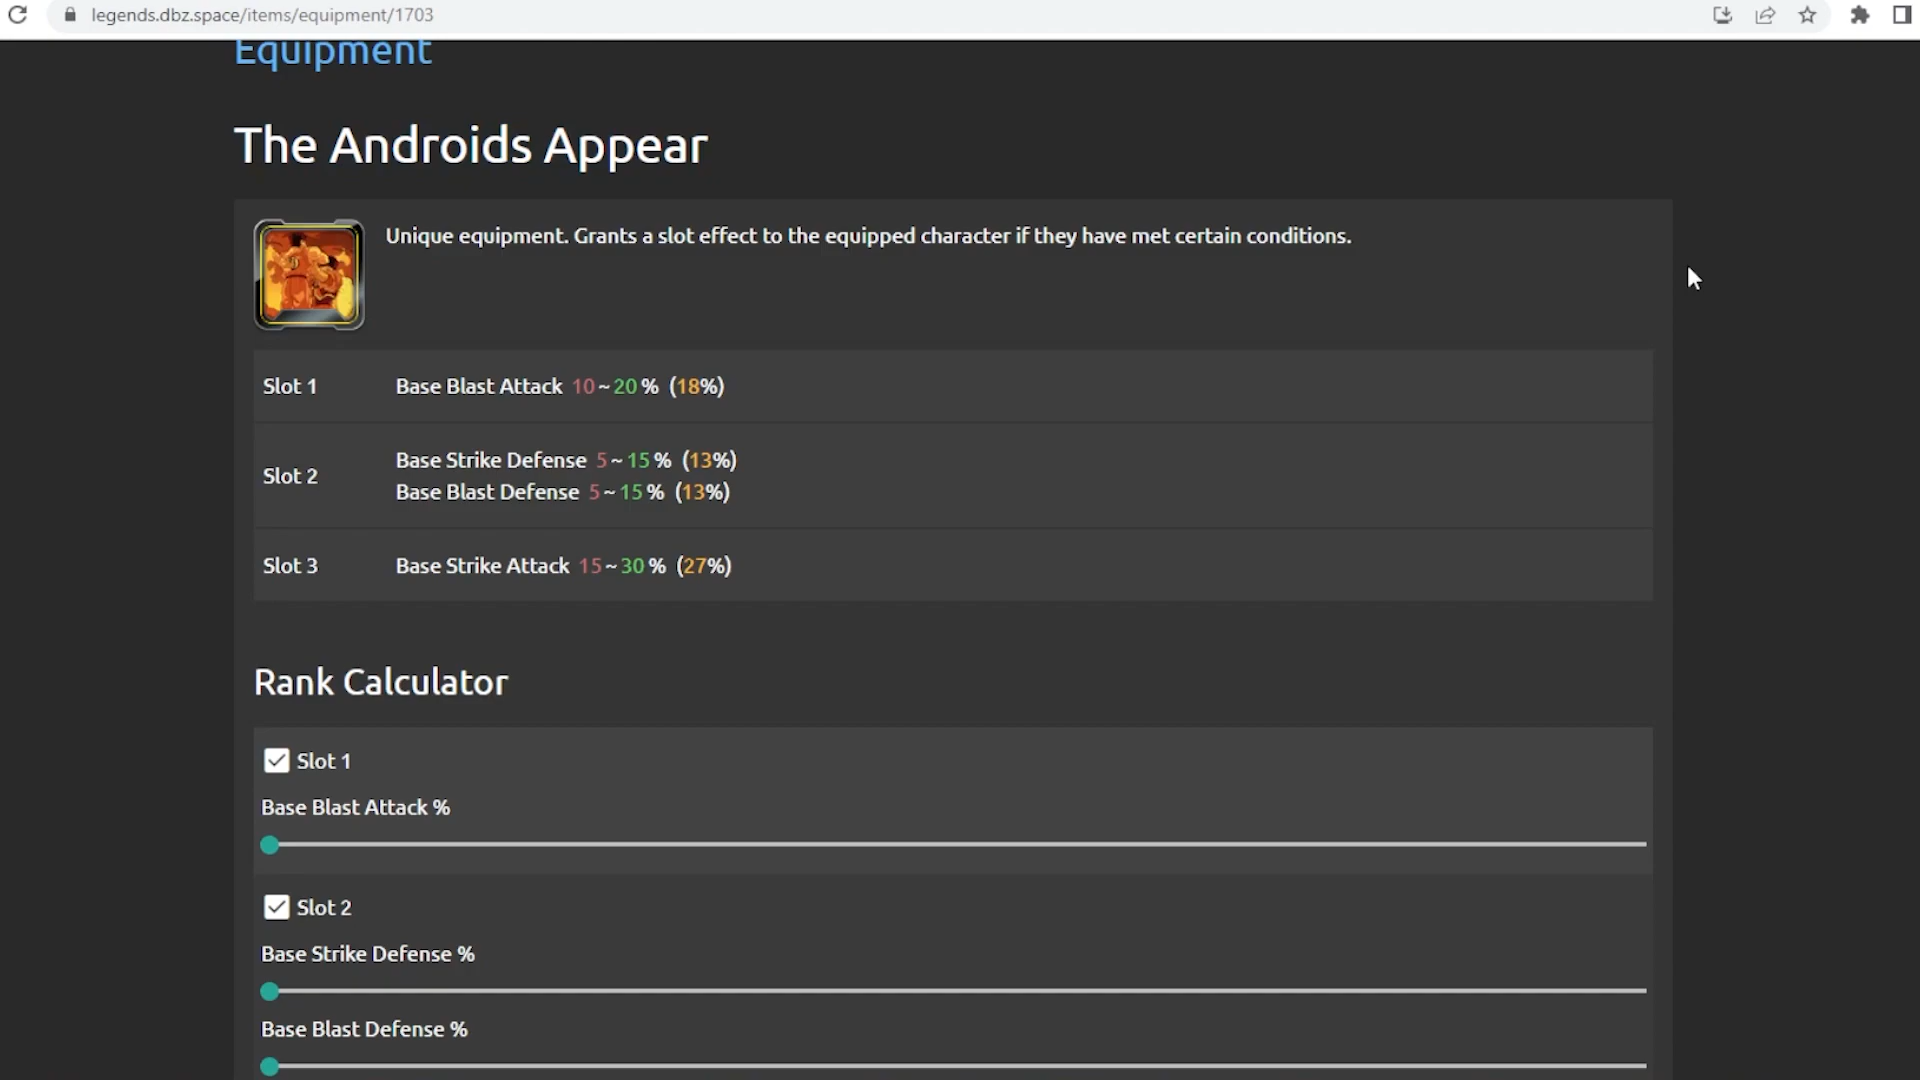 legends.dbz.space/items/equipment/1703
Equipment
The Androids Appear
Unique equipment. Grants a slot effect to the equipped character if they have met certain conditions.
Slot 1 Base Blast Attack 10~20% (18%)
Slot 2 Base Strike Defense 5~15% (13%)
Base Blast Defense 5~15% (13%)
Slot 3 Base Strike Attack 15~30% (27%)
Rank Calculator
Slot 1
Base Blast Attack %
Slot 2
Base Strike Defense %
Base Blast Defense %